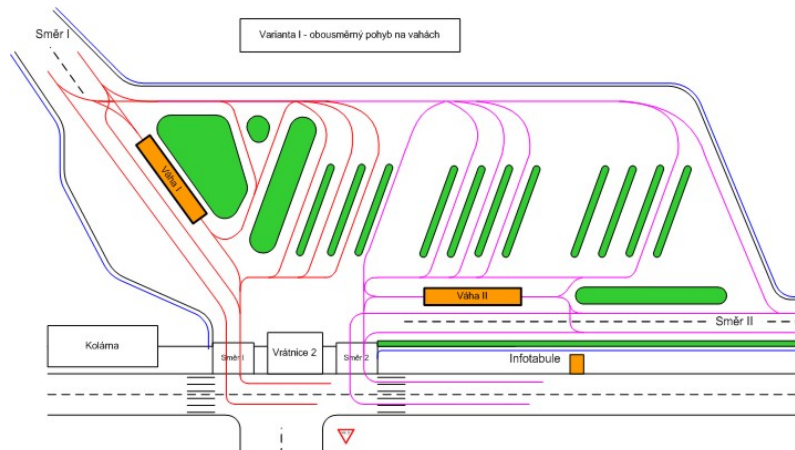 Směr I
Varianta I - obousměrný pohyb na vahách
Váha I
Váha II
Směr II
Kolárna
Směr I
Vrátnice 2
Směr 2
Infotabule